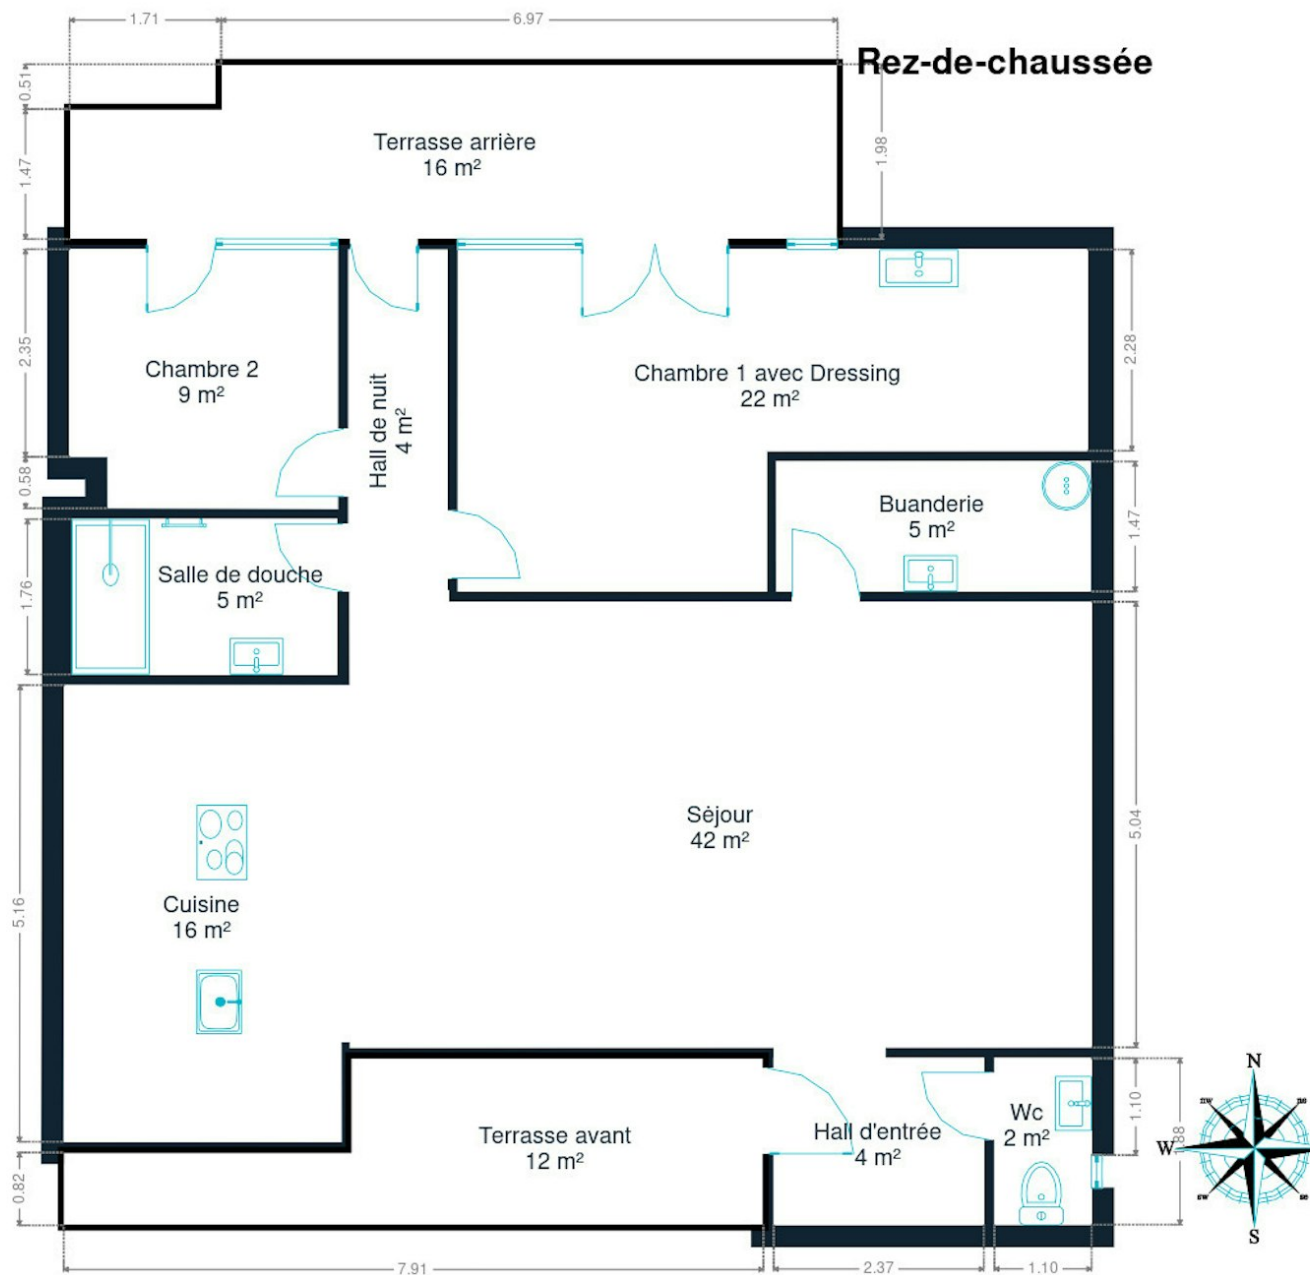 1.71
6.97
Rez-de-chaussée
0.51
1.47
1.98
Terrasse arrière
16 m²
2.35
2.28
Chambre 2
9 m²
Hall de nuit
4 m²
Chambre 1 avec Dressing
22 m²
0.58
1.47
Buanderie
5 m²
Salle de douche
5 m²
1.76
Séjour
42 m²
5.04
Cuisine
16 m²
5.16
Terrasse avant
12 m²
Hall d'entrée
4 m²
Wc
2 m²
1.10
0.82
N
nw
ne
W
sw
se
S
7.91
2.37
1.10